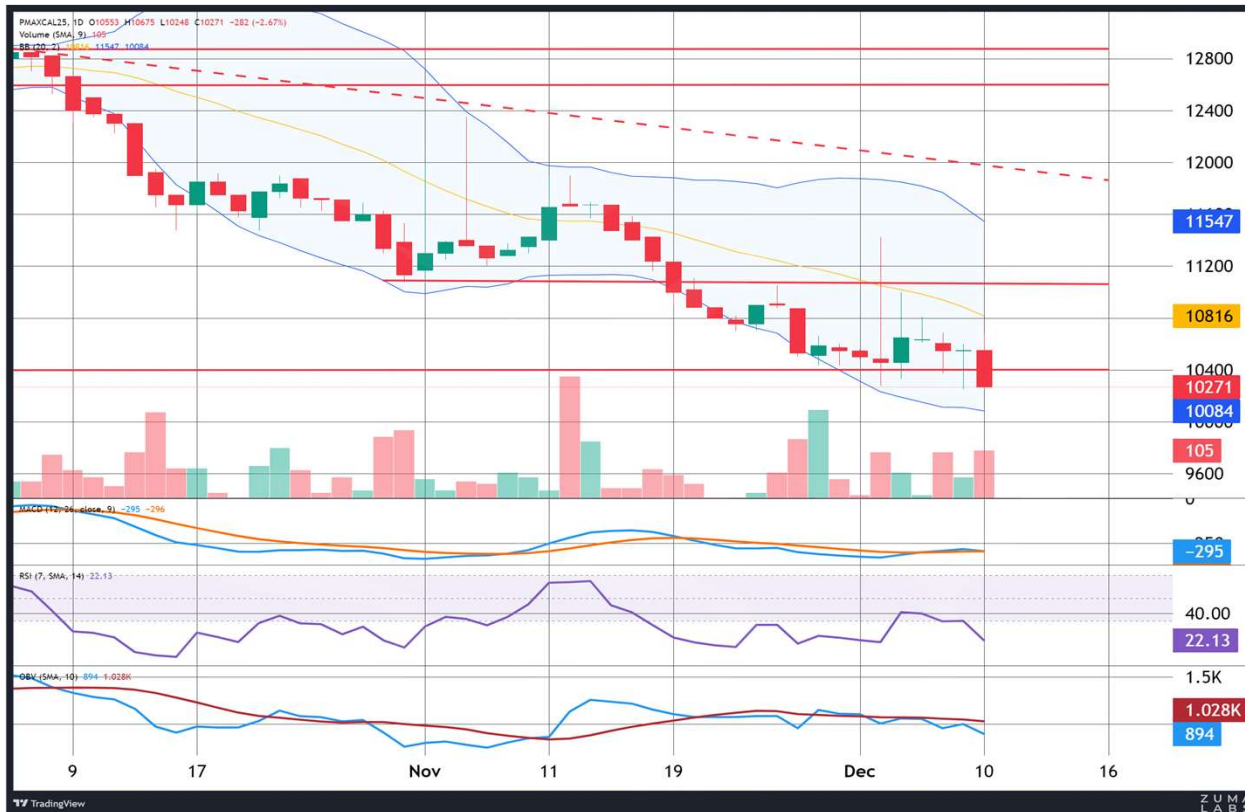 PMAXCAL25, 1D O10553 H10675 L10248 C10271 −282 (−2.67%)
Volume (SMA, 9) 105
BB (20, 2) 10816 11547 10084
12800
12400
12000
11547
11200
10816
10400
10271
10084
105
9600
MACD (12, 26, close, 9) −295 −296
0
−295
RSI (7, SMA, 14) 22.13
40.00
22.13
OBV (SMA, 10) 894 1.028K
1.5K
1.028K
894
9 17 Nov 11 19 Dec 10 16
TradingView
ZUMA
LABS